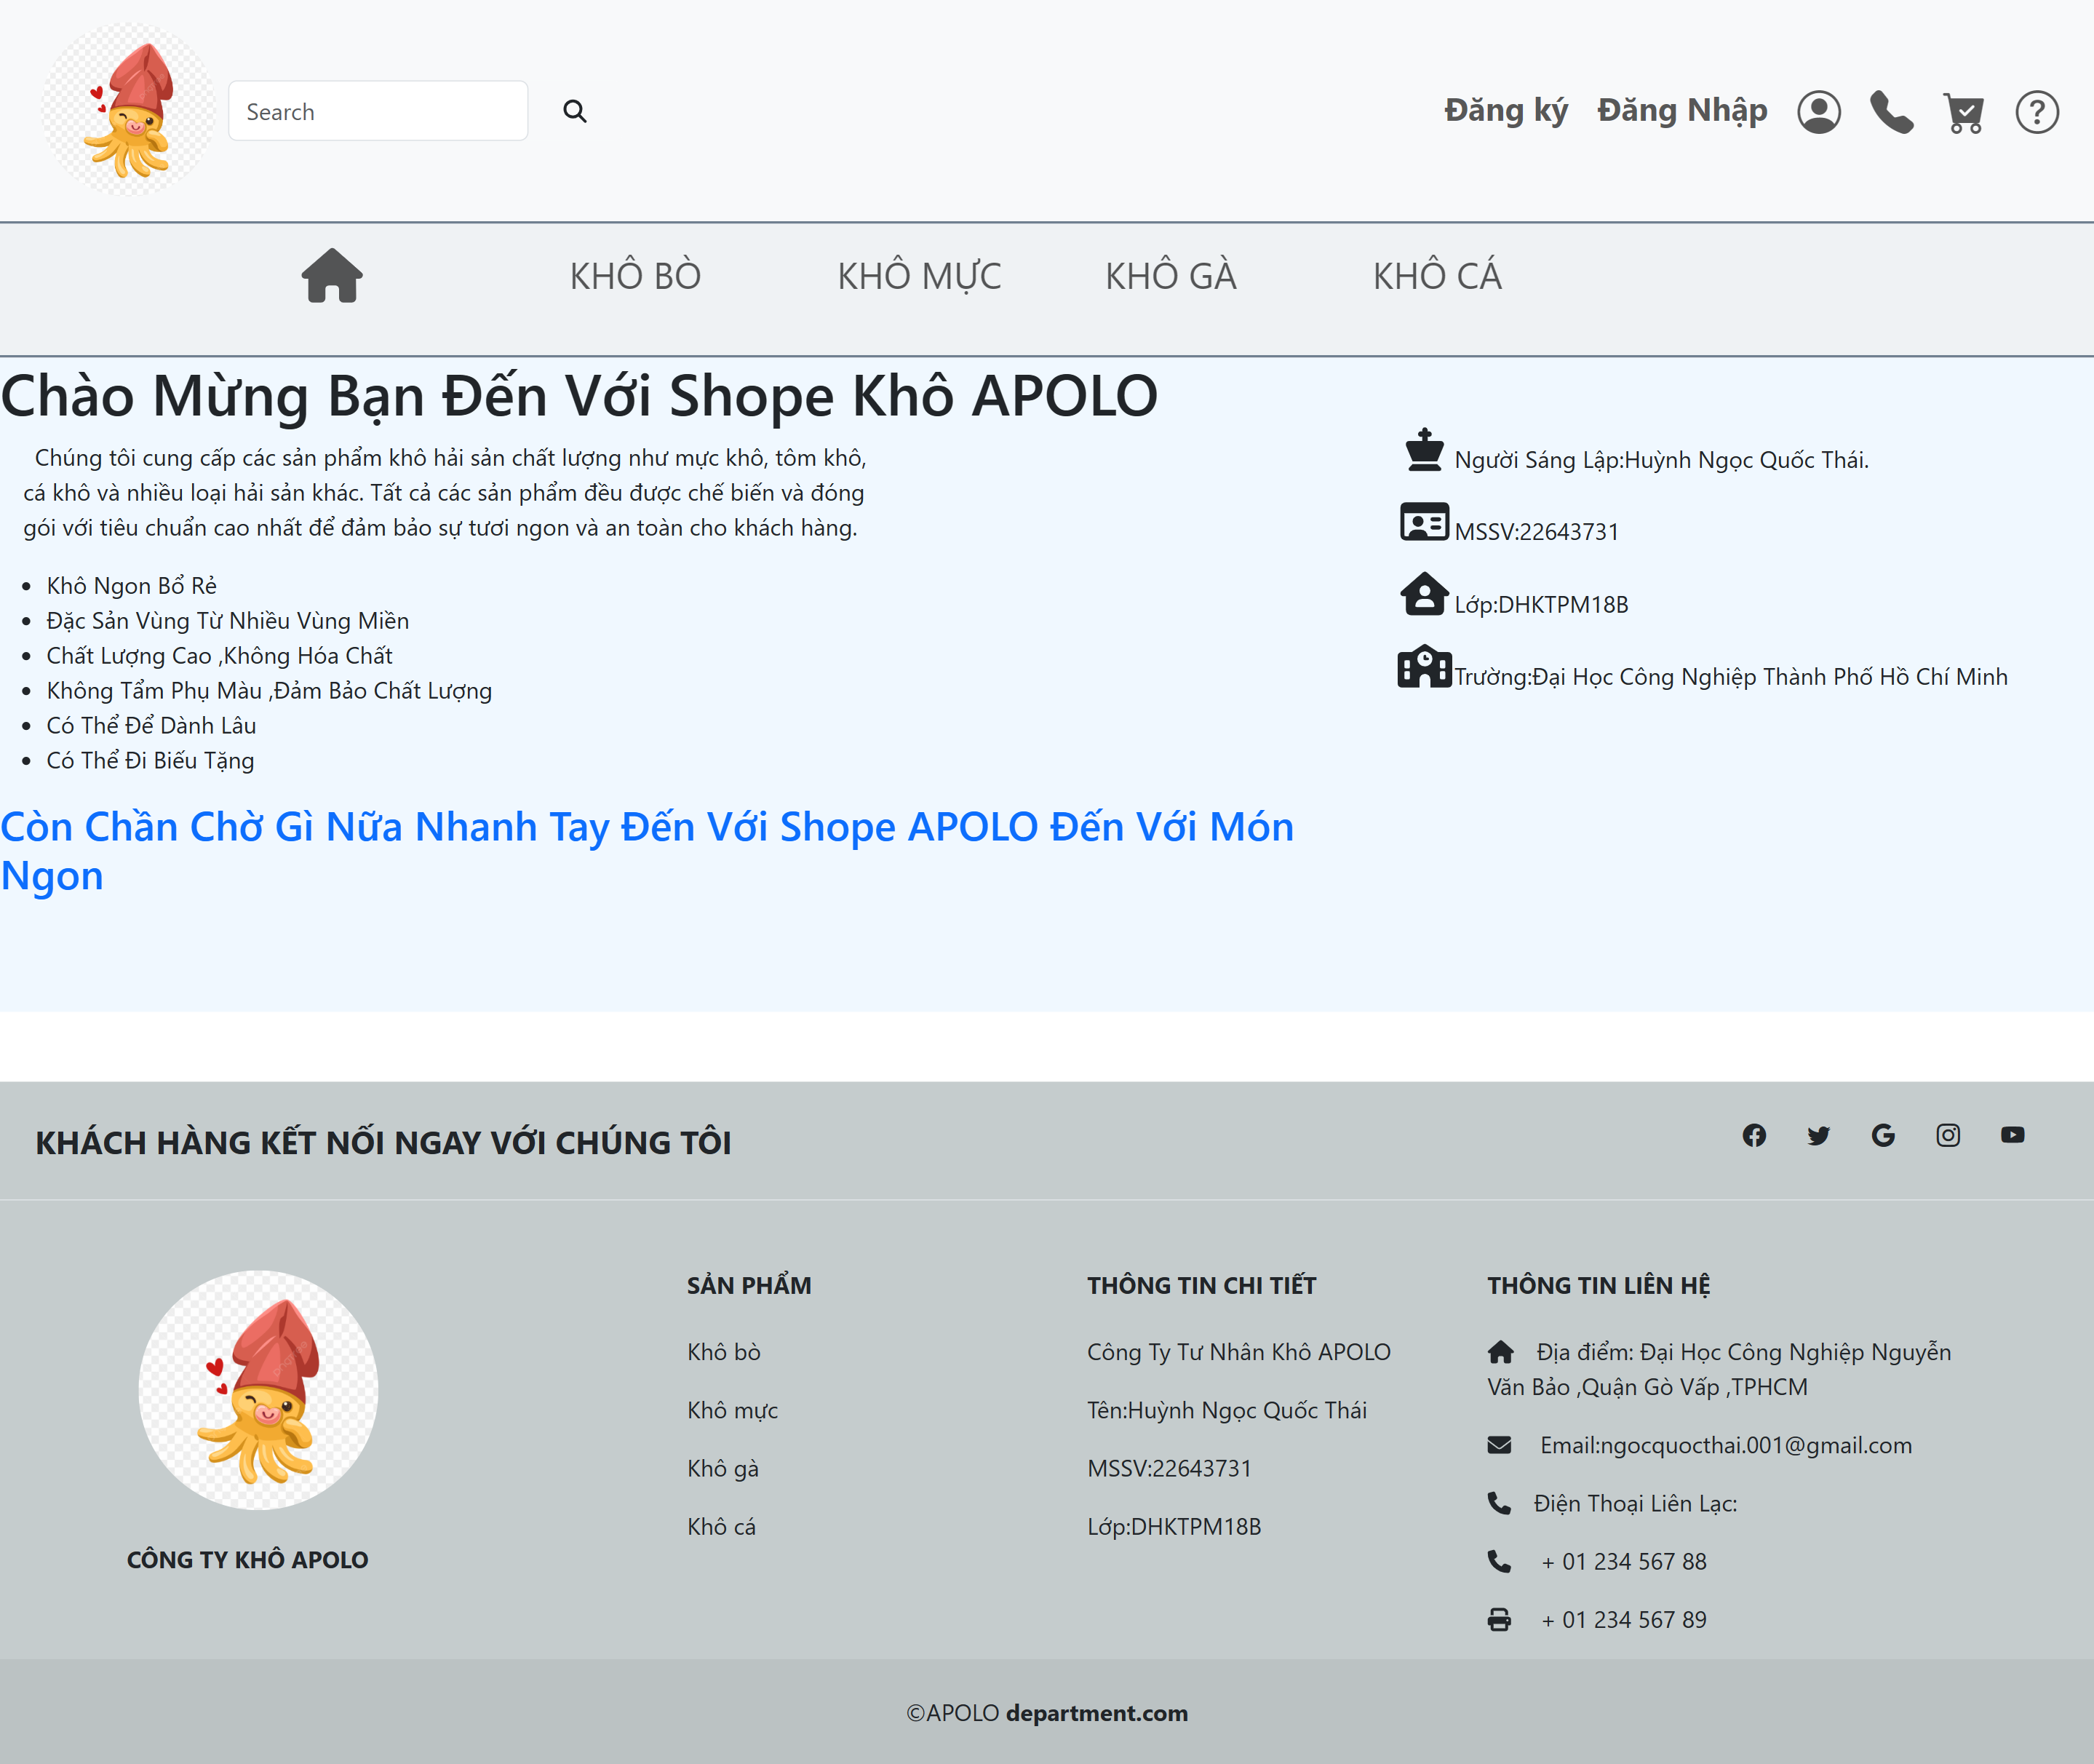 Search
Đăng ký Đăng Nhập
KHÔ BÒ KHÔ MỰC KHÔ GÀ KHÔ CÁ
Chào Mừng Bạn Đến Với Shope Khô APOLO
Chúng tôi cung cấp các sản phẩm khô hải sản chất lượng như mực khô, tôm khô,
cá khô và nhiều loại hải sản khác. Tất cả các sản phẩm đều được chế biến và đóng
gói với tiêu chuẩn cao nhất để đảm bảo sự tươi ngon và an toàn cho khách hàng.
Khô Ngon Bổ Rẻ
Đặc Sản Vùng Từ Nhiều Vùng Miền
Chất Lượng Cao ,Không Hóa Chất
Không Tẩm Phụ Màu ,Đảm Bảo Chất Lượng
Có Thể Để Dành Lâu
Có Thể Đi Biếu Tặng
Còn Chần Chờ Gì Nữa Nhanh Tay Đến Với Shope APOLO Đến Với Món
Ngon
Người Sáng Lập:Huỳnh Ngọc Quốc Thái.
MSSV:22643731
Lớp:DHKTPM18B
Trường:Đại Học Công Nghiệp Thành Phố Hồ Chí Minh
KHÁCH HÀNG KẾT NỐI NGAY VỚI CHÚNG TÔI
CÔNG TY KHÔ APOLO
SẢN PHẨM
Khô bò
Khô mực
Khô gà
Khô cá
THÔNG TIN CHI TIẾT
Công Ty Tư Nhân Khô APOLO
Tên:Huỳnh Ngọc Quốc Thái
MSSV:22643731
Lớp:DHKTPM18B
THÔNG TIN LIÊN HỆ
Địa điểm: Đại Học Công Nghiệp Nguyễn
Văn Bảo ,Quận Gò Vấp ,TPHCM
Email:ngocquocthai.001@gmail.com
Điện Thoại Liên Lạc:
+ 01 234 567 88
+ 01 234 567 89
©APOLO department.com